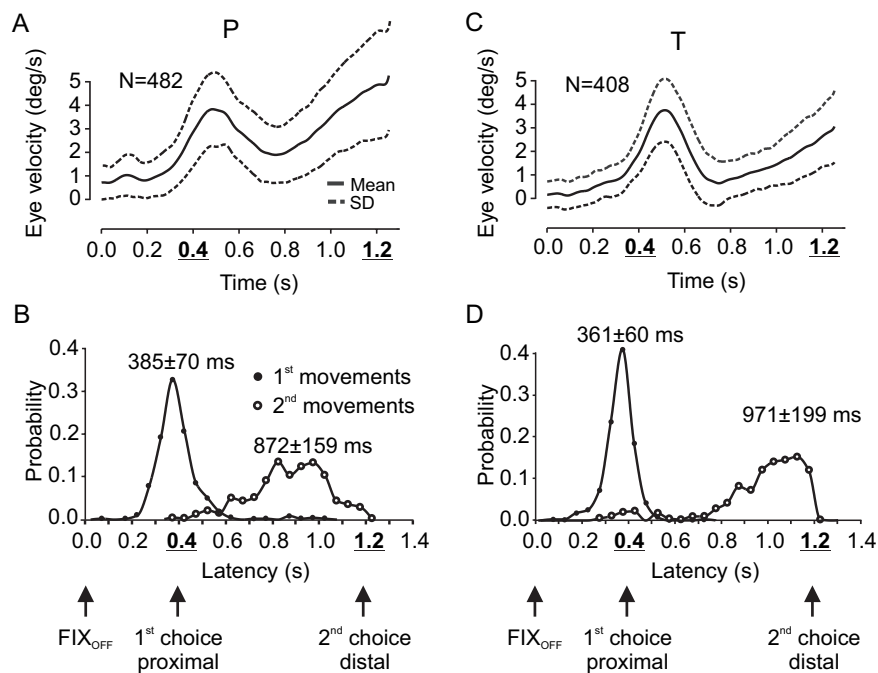 A
P
Eye velocity (deg/s)
5
4
3
2
1
0
N=482
Mean
SD
0.0 0.2 0.4 0.6 0.8 1.0 1.2
Time (s)
C
T
Eye velocity (deg/s)
5
4
3
2
1
0
N=408
0.0 0.2 0.4 0.6 0.8 1.0 1.2
Time (s)
B
Probability
0.4
0.3
0.2
0.1
0.0
385±70 ms
1st movements
2nd movements
872±159 ms
0.0 0.4 0.6 0.8 1.0 1.2 1.4
Latency (s)
FIXOFF
1st choice
proximal
2nd choice
distal
D
Probability
0.4
0.3
0.2
0.1
0.0
361±60 ms
971±199 ms
0.0 0.2 0.4 0.6 0.8 1.0 1.2 1.4
Latency (s)
FIXOFF
1st choice
proximal
2nd choice
distal